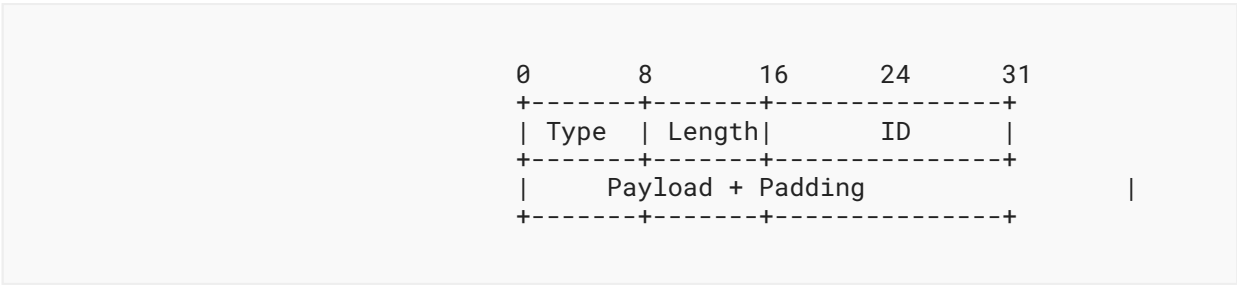 0       8       16      24      31
+-------+-------+---------------+
| Type  | Length|       ID      |
+-------+-------+---------------+
|     Payload + Padding                 |
+-------+-------+---------------+